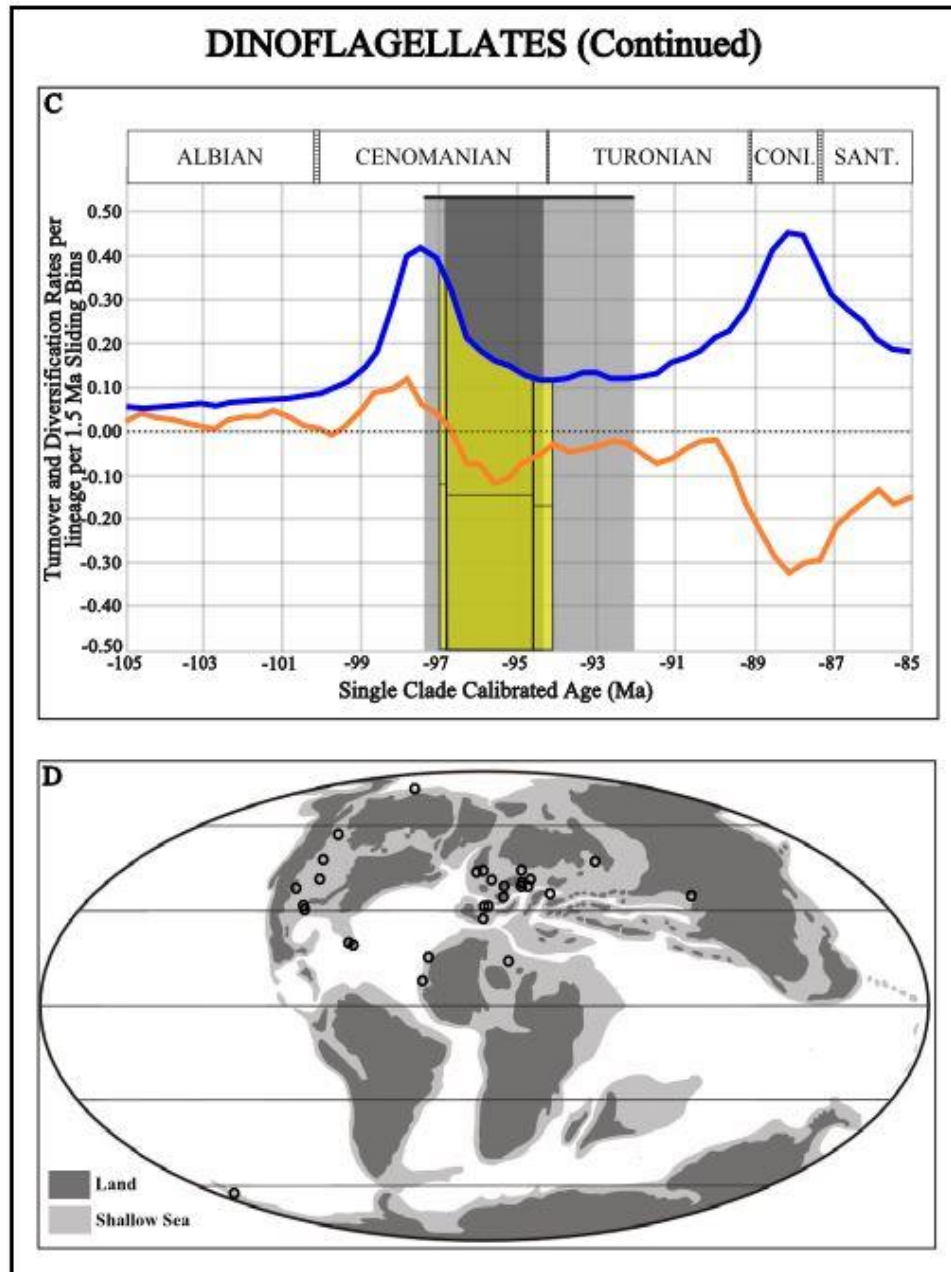 DINOFLAGELLATES (Continued)
C
ALBIAN CENOMANIAN TURONIAN CONI. SANT.
Turnover and Diversification Rates per
lineage per 1.5 Ma Sliding Bins
0.50
0.40
0.30
0.20
0.10
0.00
-0.10
-0.20
-0.30
-0.40
-0.50
-105 -103 -101 -99 -97 -95 -93 -91 -89 -87 -85
Single Clade Calibrated Age (Ma)
D
Land
Shallow Sea